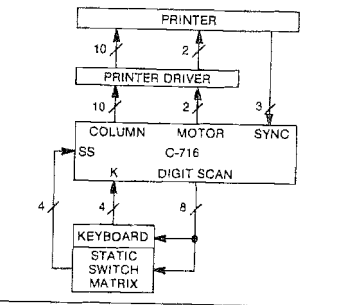 PRINTER
10
2
PRINTER DRIVER
10
2
3
COLUMN MOTOR SYNC
SS C-716
K DIGIT SCAN
4
4
8
KEYBOARD
STATIC
SWITCH
MATRIX